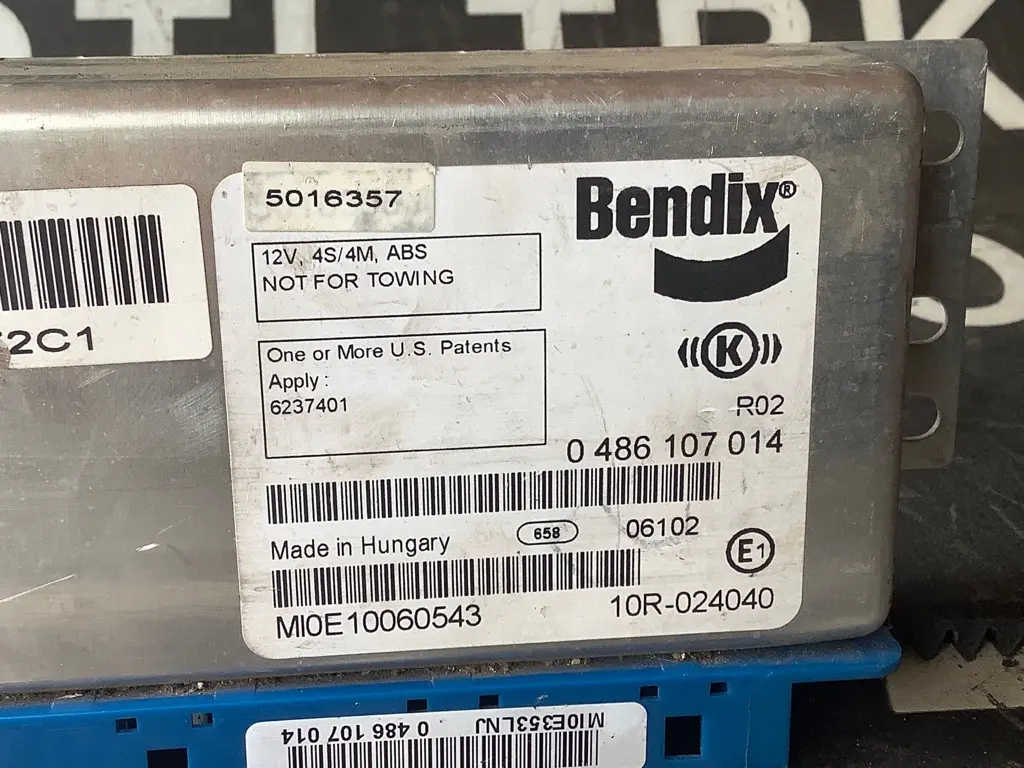 5016357
Bendix®
12V, 4S/4M, ABS
NOT FOR TOWING
One or More U.S. Patents
Apply :
6237401
K
R02
0 486 107 014
2C1
Made in Hungary
658
06102
E1
MI0E10060543
10R-024040
MI0E353LNJ
0 486 107 014